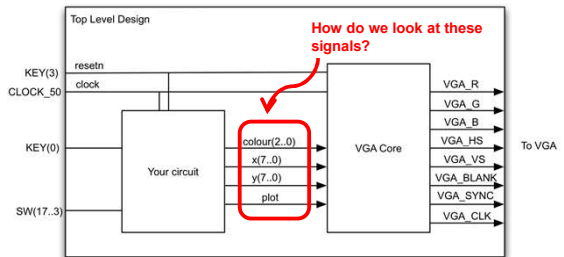 Top Level Design
How do we look at these
signals?
resetn
KEY(3)
clock
CLOCK_50
VGA_R
VGA_G
VGA_B
KEY(0)
colour(2..0)
VGA Core
VGA_HS
To VGA
x(7..0)
VGA_VS
Your circuit
y(7..0)
VGA_BLANK
plot
VGA_SYNC
SW(17..3)
VGA_CLK